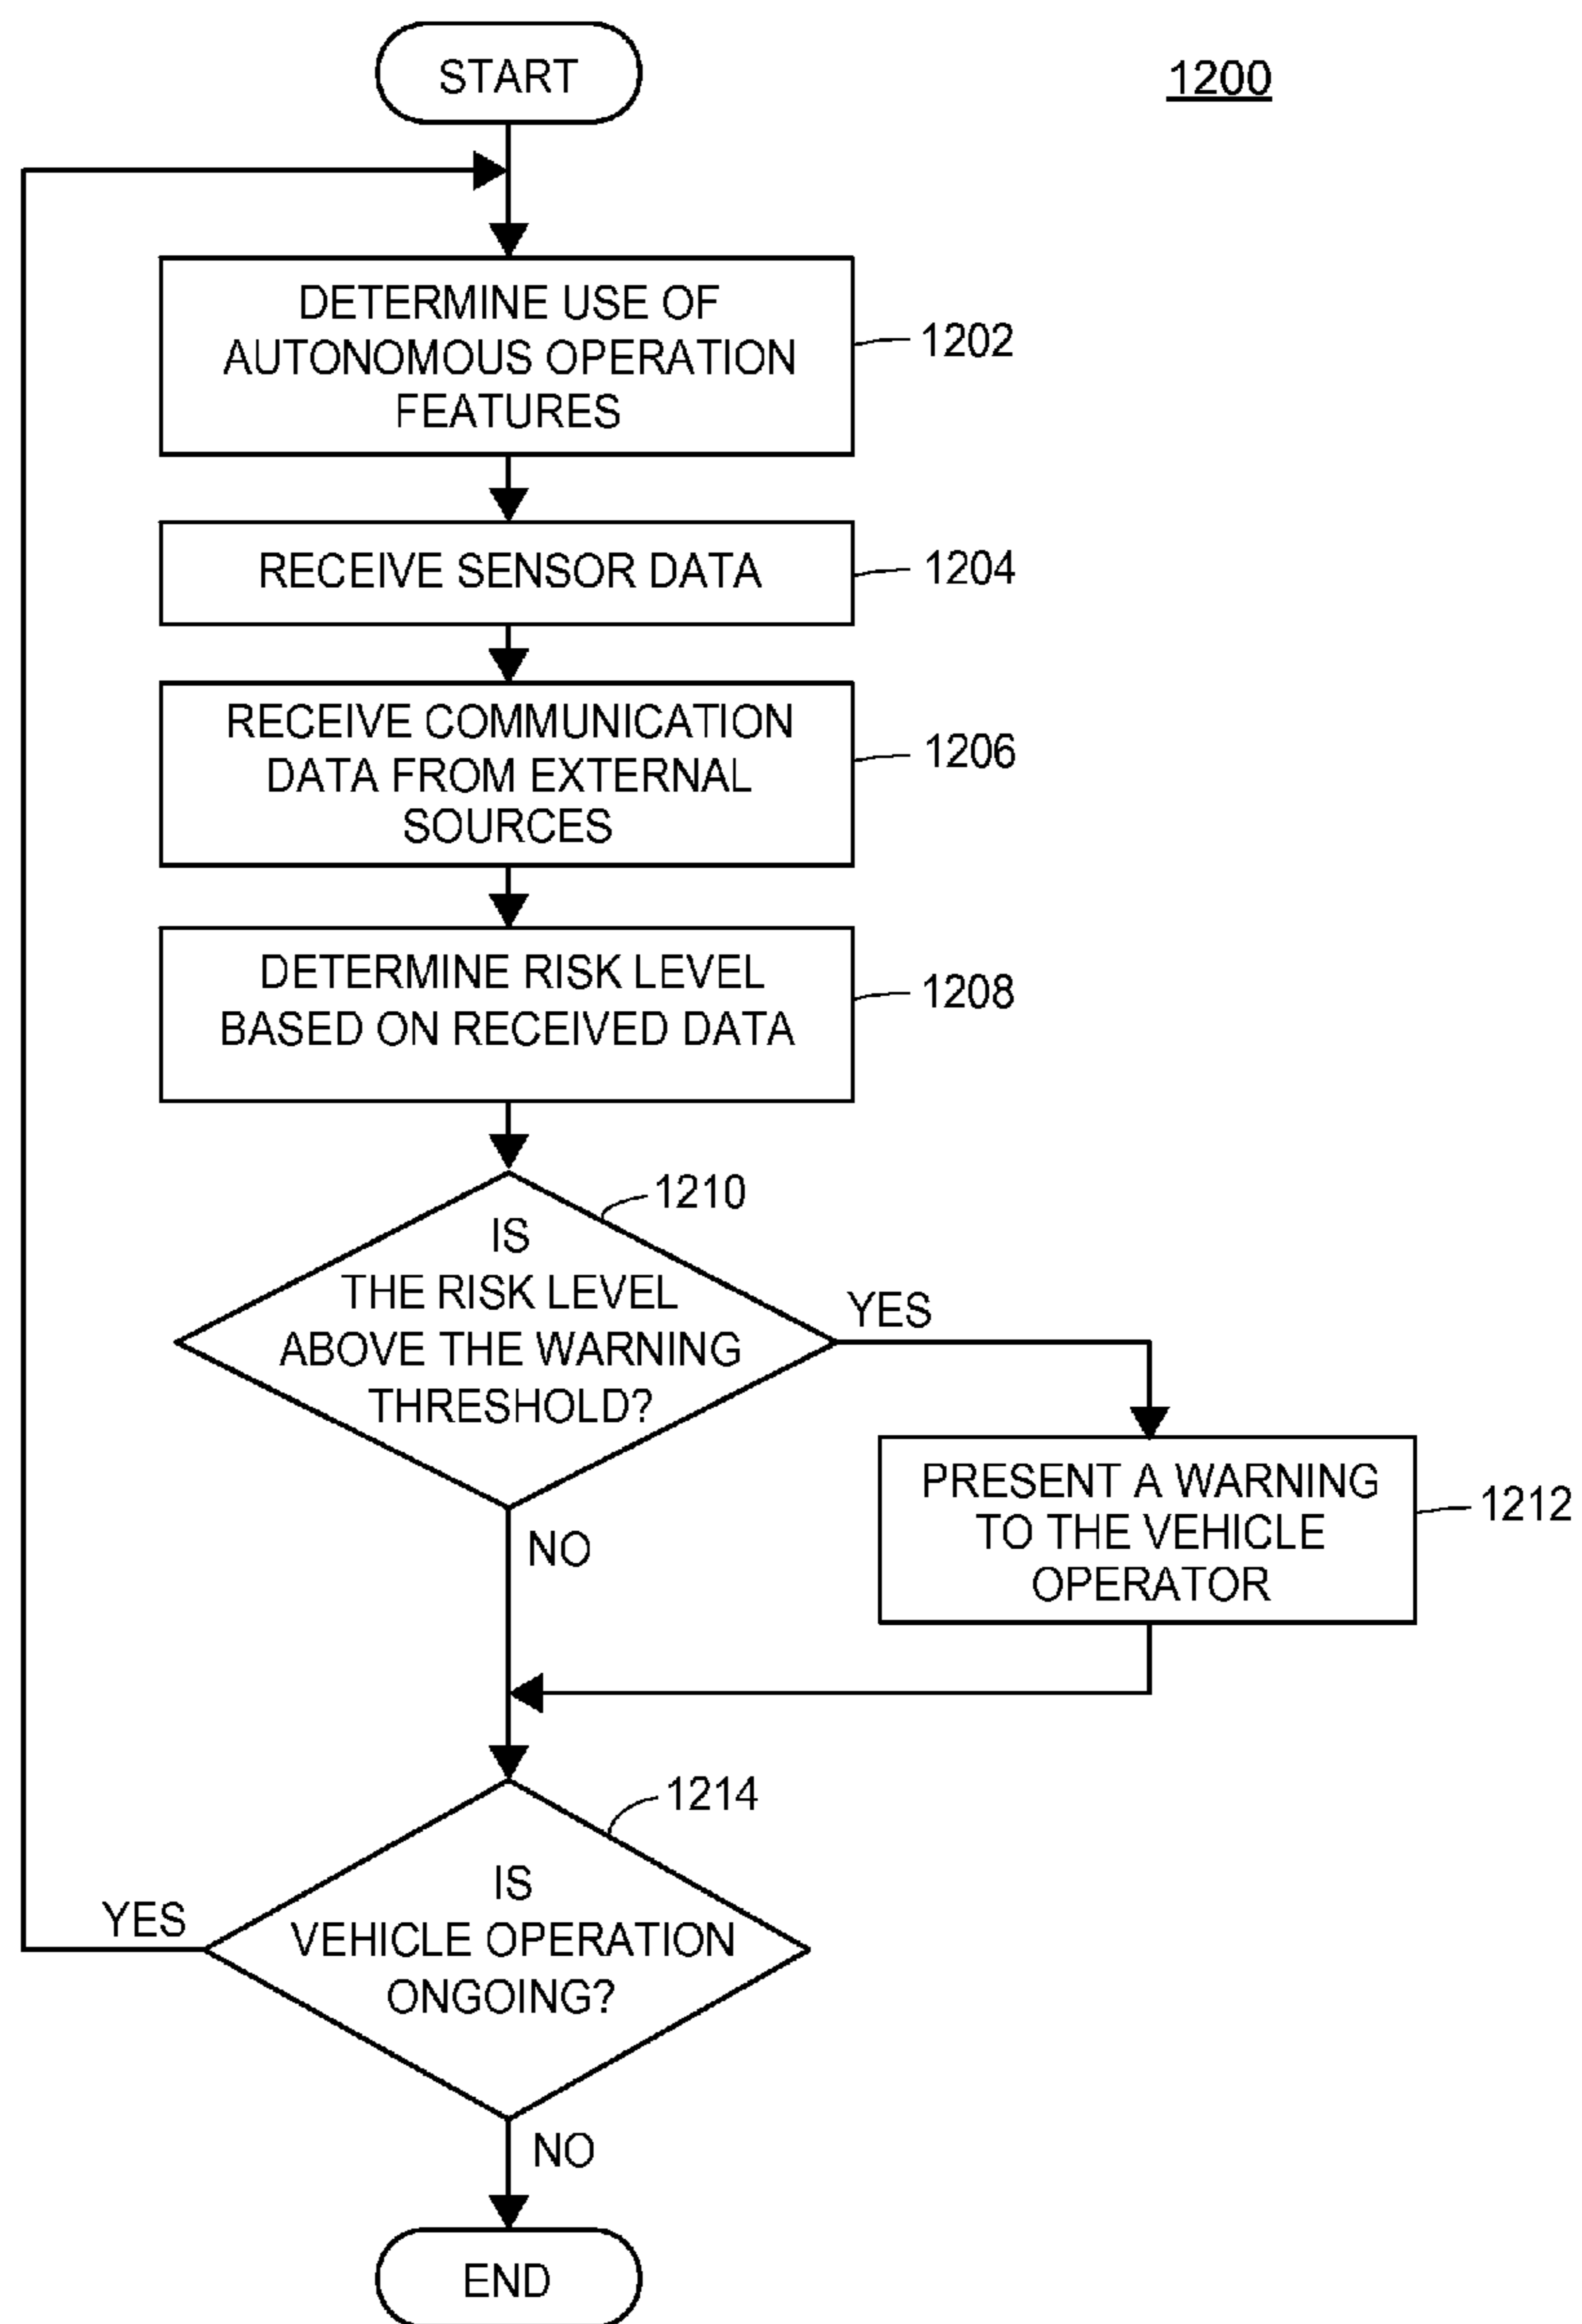 START
1200
DETERMINE USE OF
AUTONOMOUS OPERATION
FEATURES
1202
RECEIVE SENSOR DATA
1204
RECEIVE COMMUNICATION
DATA FROM EXTERNAL
SOURCES
1206
DETERMINE RISK LEVEL
BASED ON RECEIVED DATA
1208
1210
IS
THE RISK LEVEL
ABOVE THE WARNING
THRESHOLD?
YES
PRESENT A WARNING
TO THE VEHICLE
OPERATOR
1212
NO
1214
IS
VEHICLE OPERATION
ONGOING?
YES
NO
END